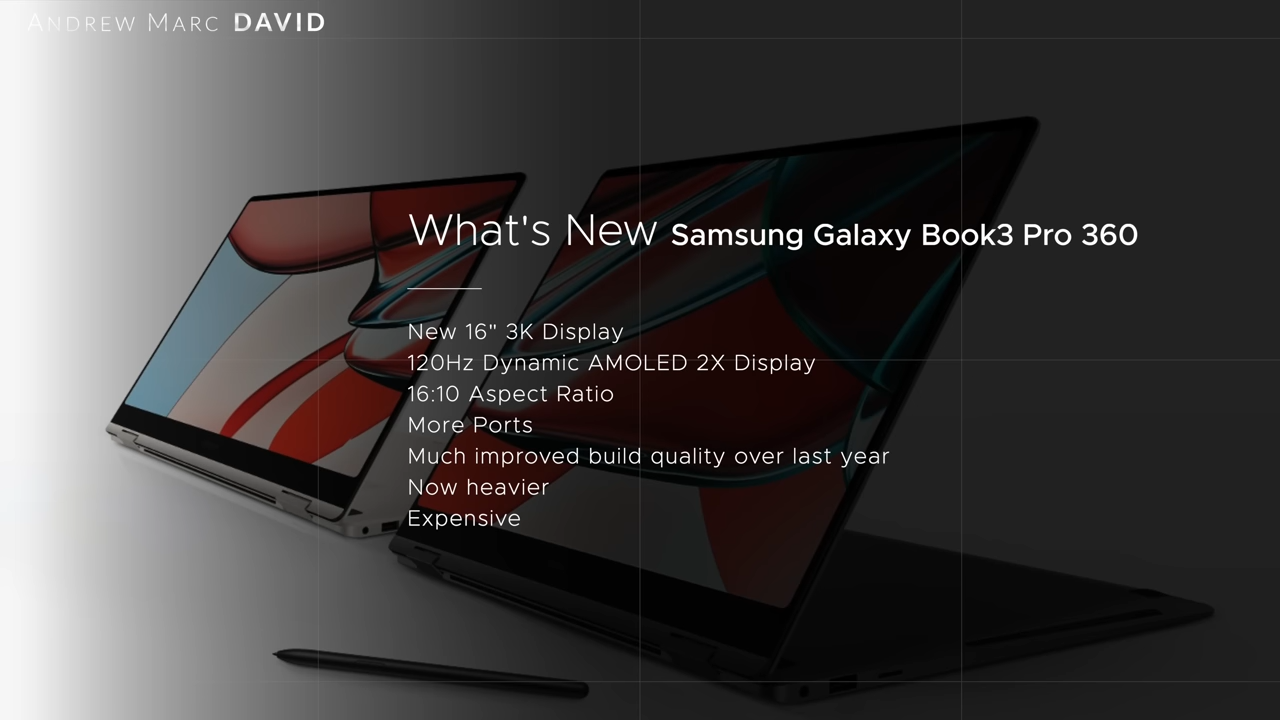 Andrew Marc DAVID
What's New Samsung Galaxy Book3 Pro 360
New 16" 3K Display
120Hz Dynamic AMOLED 2X Display
16:10 Aspect Ratio
More Ports
Much improved build quality over last year
Now heavier
Expensive